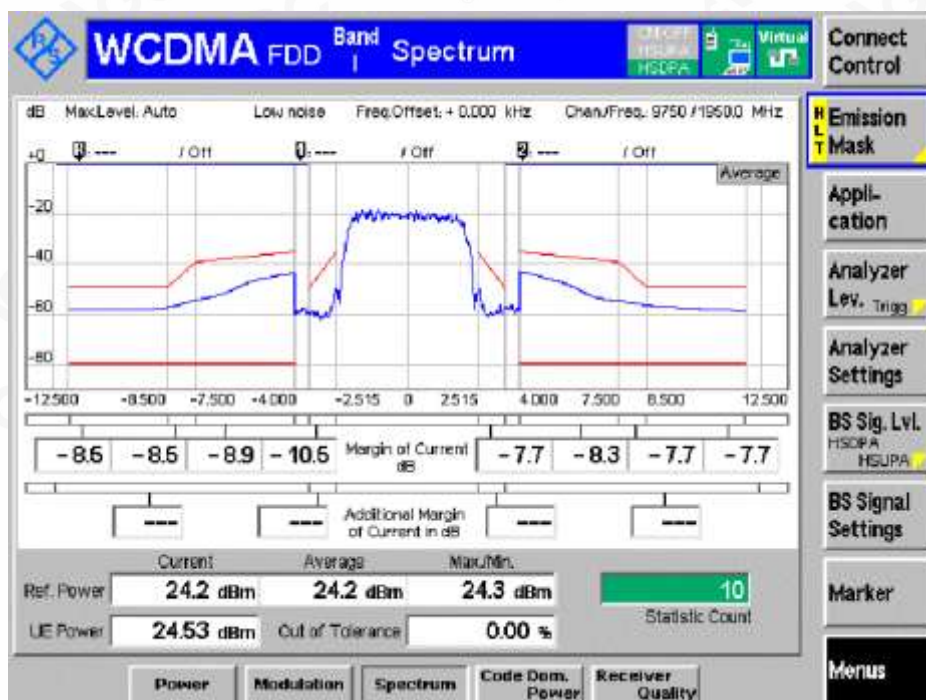 WCDMA FDD Band I Spectrum
HSDPA
Virtual
Connect Control
dB Max.Level: Auto Low noise Freq.Offset: + 0.000 kHz Chan./Freq.: 9750 / 1950.0 MHz
RLT Emission Mask
+0 --- / Off --- / Off 2 --- / Off
Average
-20
-40
-60
-80
-12.500 -8.500 -7.500 -4.000 -2.515 0 2.515 4.000 7.500 8.500 12.500
Appli-
cation
Analyzer
Lev. Trigg
Analyzer
Settings
BS Sig. Lvl.
HSDPA
HSUPA
BS Signal
Settings
Marker
Menus
-8.5 -8.9 -10.5 Margin of Current dB -7.7 -8.3 -7.7 -7.7
--- --- Additional Margin of Current in dB --- ---
Current Average Max./Min.
Ref. Power 24.2 dBm 24.2 dBm 24.3 dBm 10
Statistic Count
UE Power 24.53 dBm Out of Tolerance 0.00 %
Power Modulation Spectrum Code Dom. Power Receiver Quality